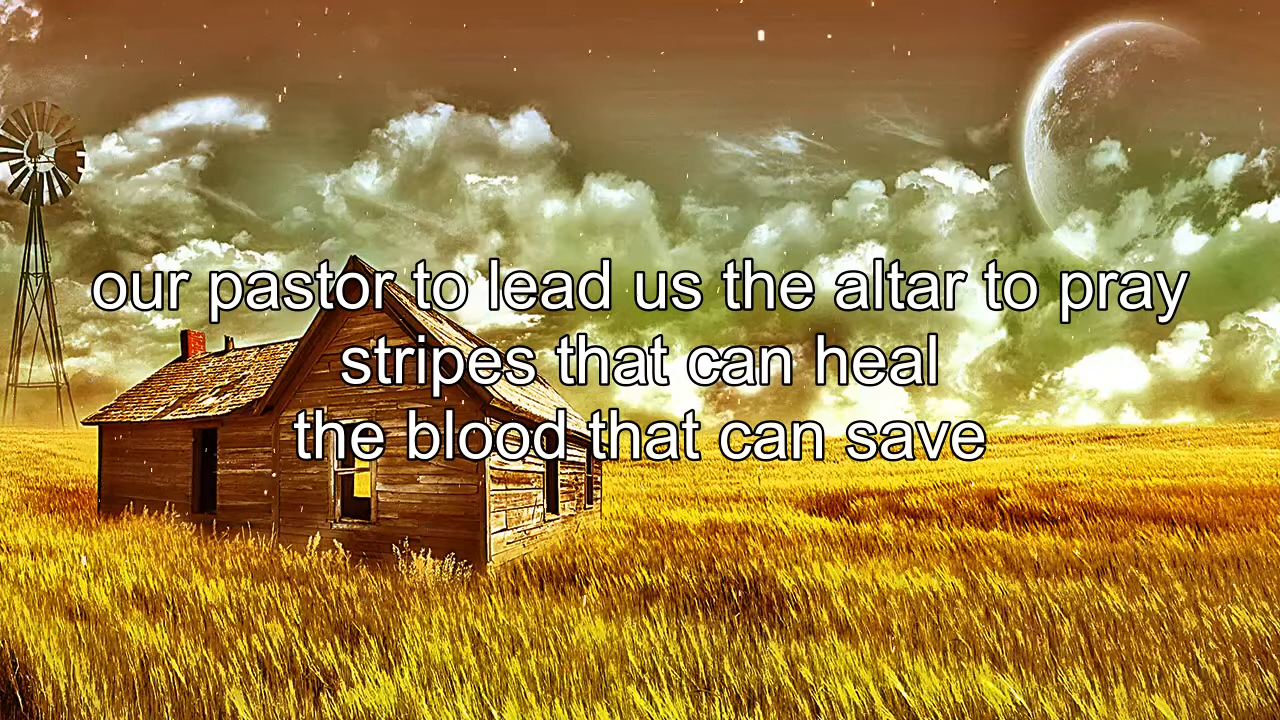 our pastor to lead us the altar to pray
stripes that can heal
the blood that can save